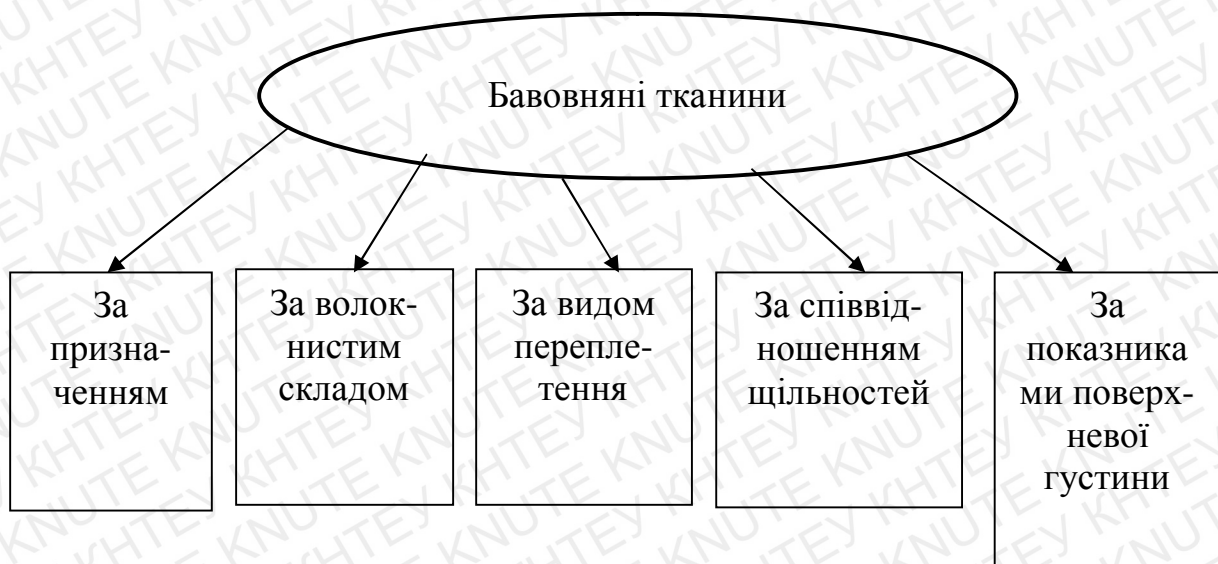 Бавовняні тканини
За
призна-
ченням
За волок-
нистим
складом
За видом
перепле-
тення
За співвід-
ношенням
щільностей
За
показника
ми поверх-
невої
густини